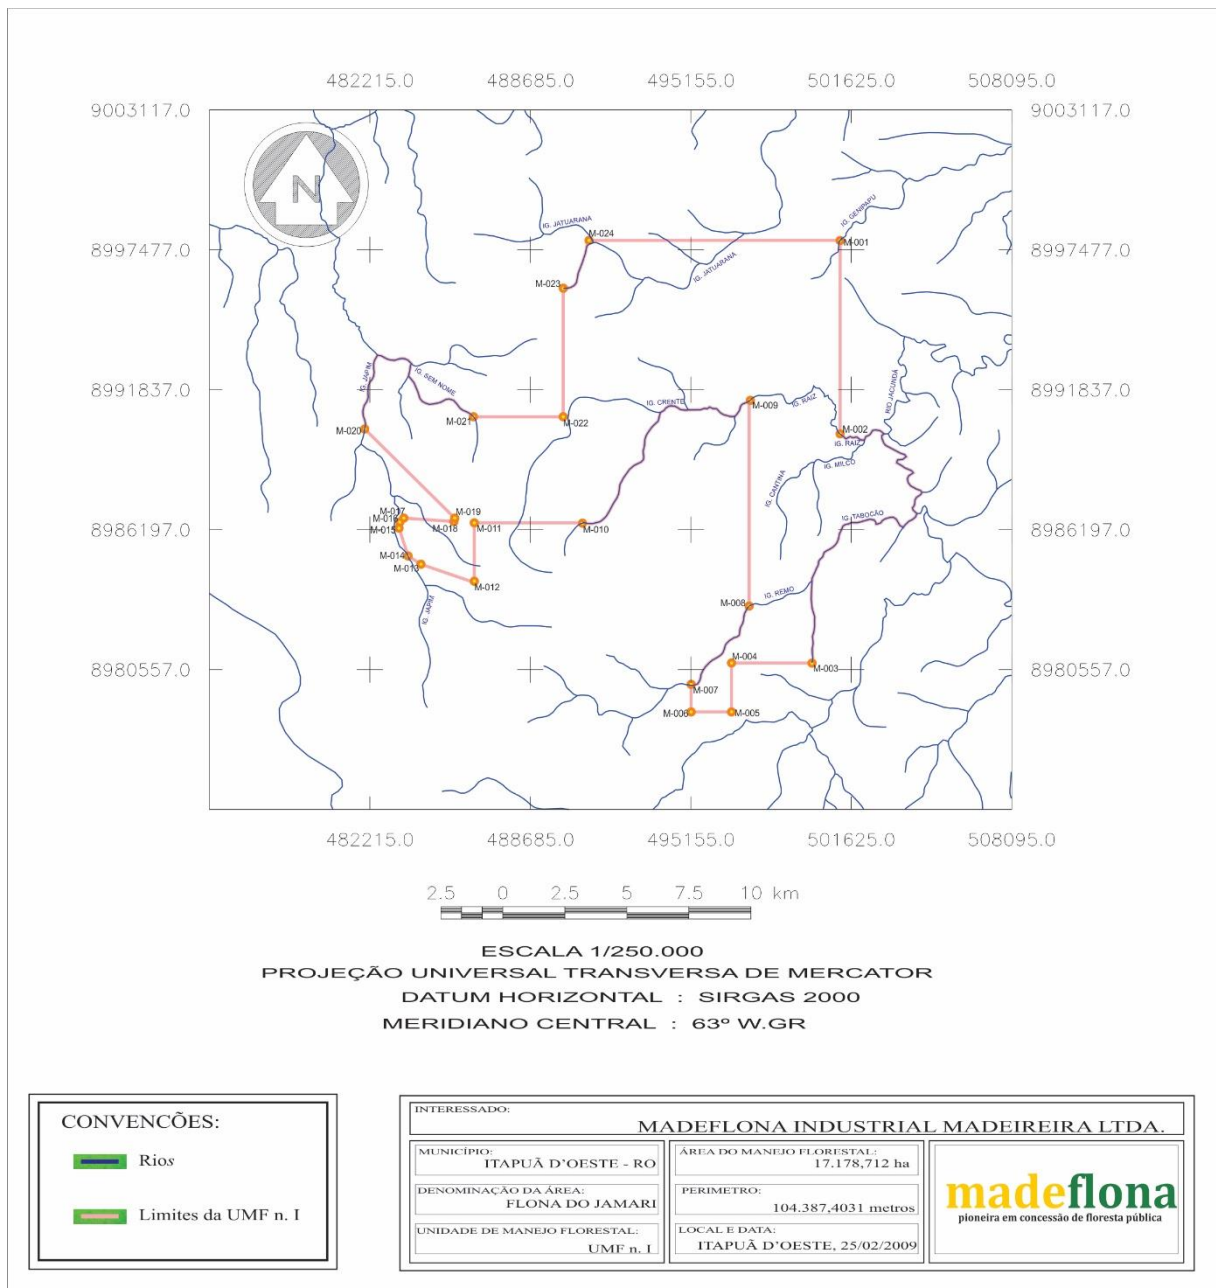 482215.0 488685.0 495155.0 501625.0 508095.0
9003117.0 9003117.0
N
IG. GENIPAPU
IG. JATUARANA
M-024
M-001
8997477.0 8997477.0
IG. JATUARANA
M-023
IG. JAPIM
IG. SEM NOME
RIO JACUNDÁ
8991837.0 8991837.0
IG. CRENTE
M-009
IG. RAIZ
M-021
M-022
M-020
M-002
IG. RAIZ
IG. MILCO
IG. CANTINA
M-017
M-019
M-016
M-018
M-011
M-010
IG. TABOCÃO
8986197.0 8986197.0
M-015
M-014
M-013
M-012
IG. REMO
M-008
IG. JAPIM
M-004
M-003
8980557.0 8980557.0
M-007
M-006
M-005
482215.0 488685.0 495155.0 501625.0 508095.0
2.5 0 2.5 5 7.5 10 km
ESCALA 1/250.000
PROJEÇÃO UNIVERSAL TRANSVERSA DE MERCATOR
DATUM HORIZONTAL : SIRGAS 2000
MERIDIANO CENTRAL : 63º W.GR
CONVENCÕES:
Rios
Limites da UMF n. I
INTERESSADO:
MADEFLONA INDUSTRIAL MADEIREIRA LTDA.
MUNICÍPIO:
ITAPUÃ D'OESTE - RO
ÁREA DO MANEJO FLORESTAL:
17.178,712 ha
DENOMINAÇÃO DA ÁREA:
FLONA DO JAMARI
PERIMETRO:
104.387,4031 metros
UNIDADE DE MANEJO FLORESTAL:
UMF n. I
LOCAL E DATA:
ITAPUÃ D'OESTE, 25/02/2009
madeflona
pioneira em concessão de floresta pública